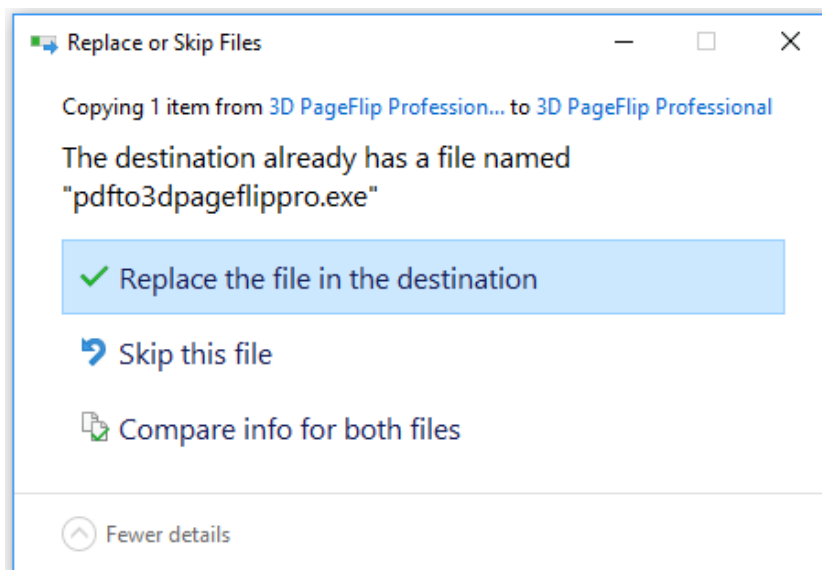 Replace or Skip Files
Copying 1 item from 3D PageFlip Profession... to 3D PageFlip Professional
The destination already has a file named
"pdfto3dpageflippro.exe"
Replace the file in the destination
Skip this file
Compare info for both files
Fewer details